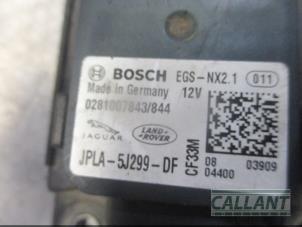 BOSCH EGS-NX2.1 011
Made in Germany 12V
0281007843/844
JAGUAR LAND ROVER
JPLA-5J299-DF
CF33M
08 03909
04400
CALLANT